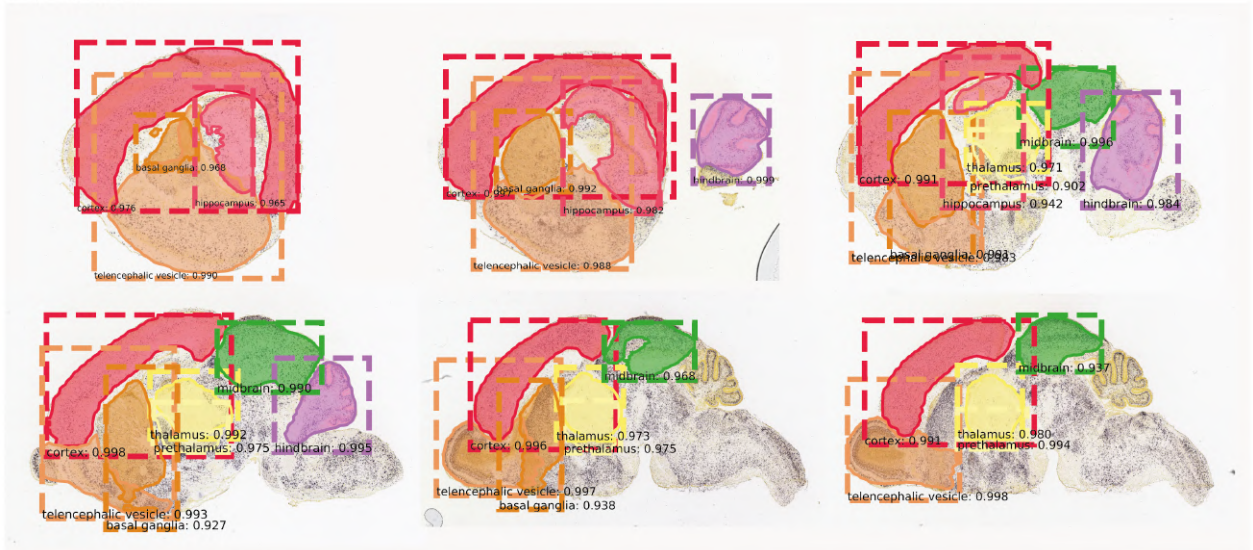 basal ganglia: 0.968
cortex: 0.976
hippocampus: 0.965
telencephalic vesicle: 0.990
basal ganglia: 0.992
hindbrain: 0.999
hippocampus: 0.982
telencephalic vesicle: 0.988
midbrain: 0.996
thalamus: 0.971
cortex: 0.991
prethalamus: 0.902
hippocampus: 0.942
hindbrain: 0.984
telencephalic vesicle: 0.983
midbrain: 0.990
thalamus: 0.992
cortex: 0.998
prethalamus: 0.975
hindbrain: 0.995
telencephalic vesicle: 0.993
basal ganglia: 0.927
midbrain: 0.968
thalamus: 0.973
cortex: 0.996
prethalamus: 0.975
telencephalic vesicle: 0.997
basal ganglia: 0.938
midbrain: 0.937
thalamus: 0.980
cortex: 0.991
prethalamus: 0.994
telencephalic vesicle: 0.998